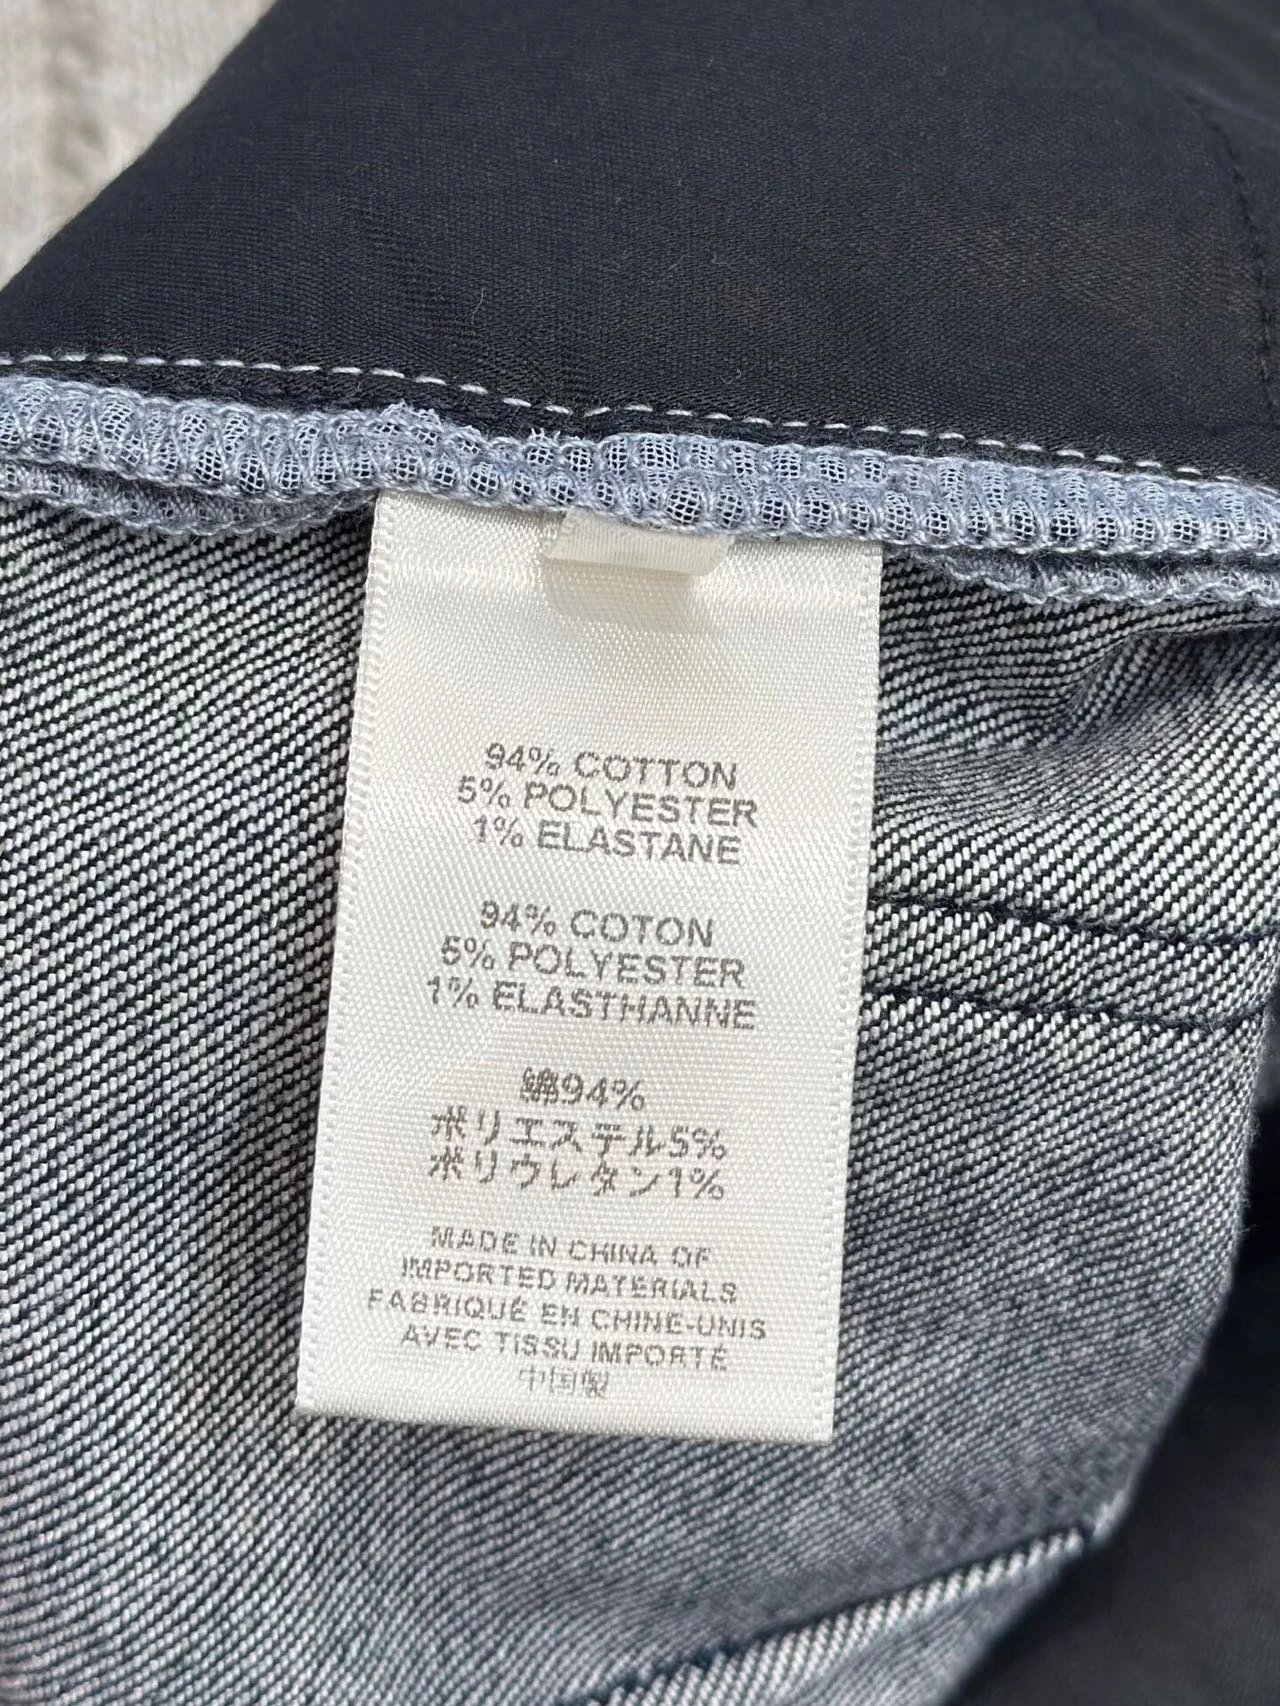 94% COTTON
5% POLYESTER
1% ELASTANE
94% COTON
5% POLYESTER
1% ELASTHANNE
綿94%
ポリエステル5%
ポリウレタン1%
MADE IN CHINA OF
IMPORTED MATERIALS
FABRIQUÉ EN CHINE-UNIS
AVEC TISSU IMPORTÉ
中国製